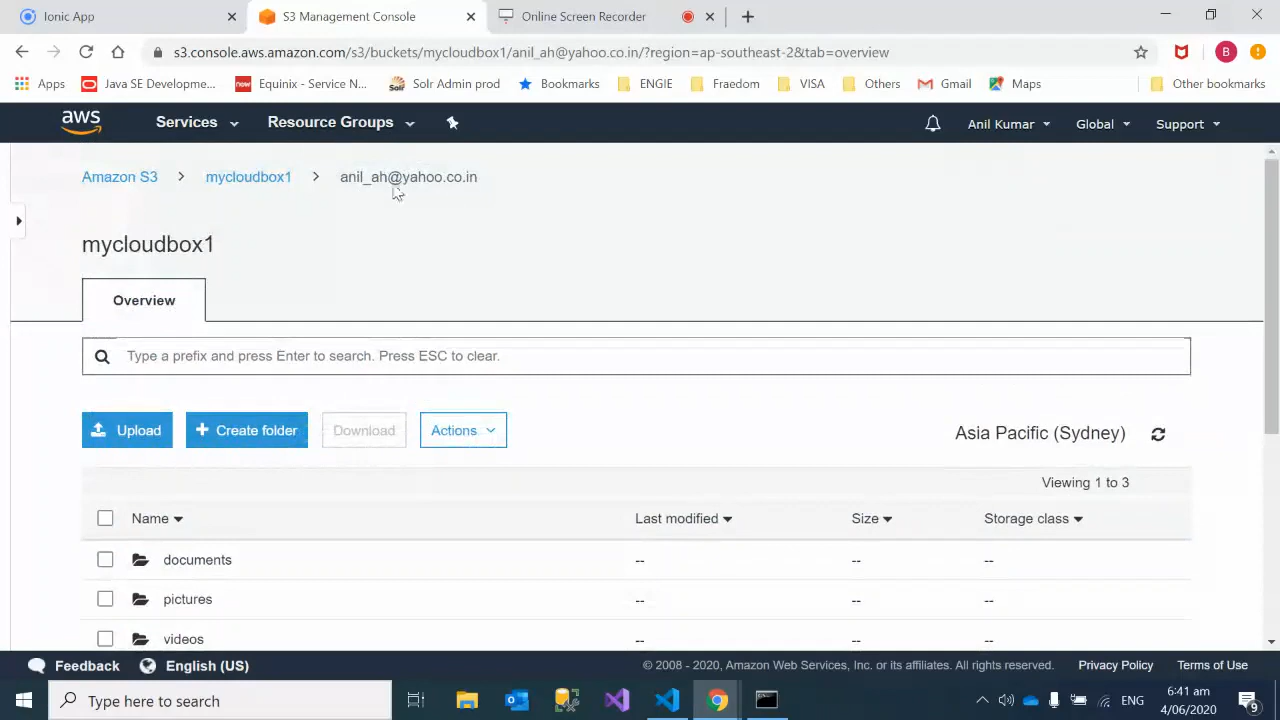 Ionic App
S3 Management Console
Online Screen Recorder
s3.console.aws.amazon.com/s3/buckets/mycloudbox1/anil_ah@yahoo.co.in/?region=ap-southeast-2&tab=overview
B
Apps
Java SE Development...
now
Equinix - Service N...
Solr
Solr Admin prod
Bookmarks
ENGIE
Fraedom
VISA
Others
Gmail
Maps
Other bookmarks
aws
Services
Resource Groups
Anil Kumar
Global
Support
Amazon S3 > mycloudbox1 > anil_ah@yahoo.co.in
mycloudbox1
Overview
Type a prefix and press Enter to search. Press ESC to clear.
Upload
+ Create folder
Download
Actions
Asia Pacific (Sydney)
Viewing 1 to 3
Name
Last modified
Size
Storage class
documents -- -- --
pictures -- -- --
videos -- -- --
Feedback
English (US)
© 2008 - 2020, Amazon Web Services, Inc. or its affiliates. All rights reserved.
Privacy Policy
Terms of Use
Type here to search
ENG
6:41 am
4/06/2020
9